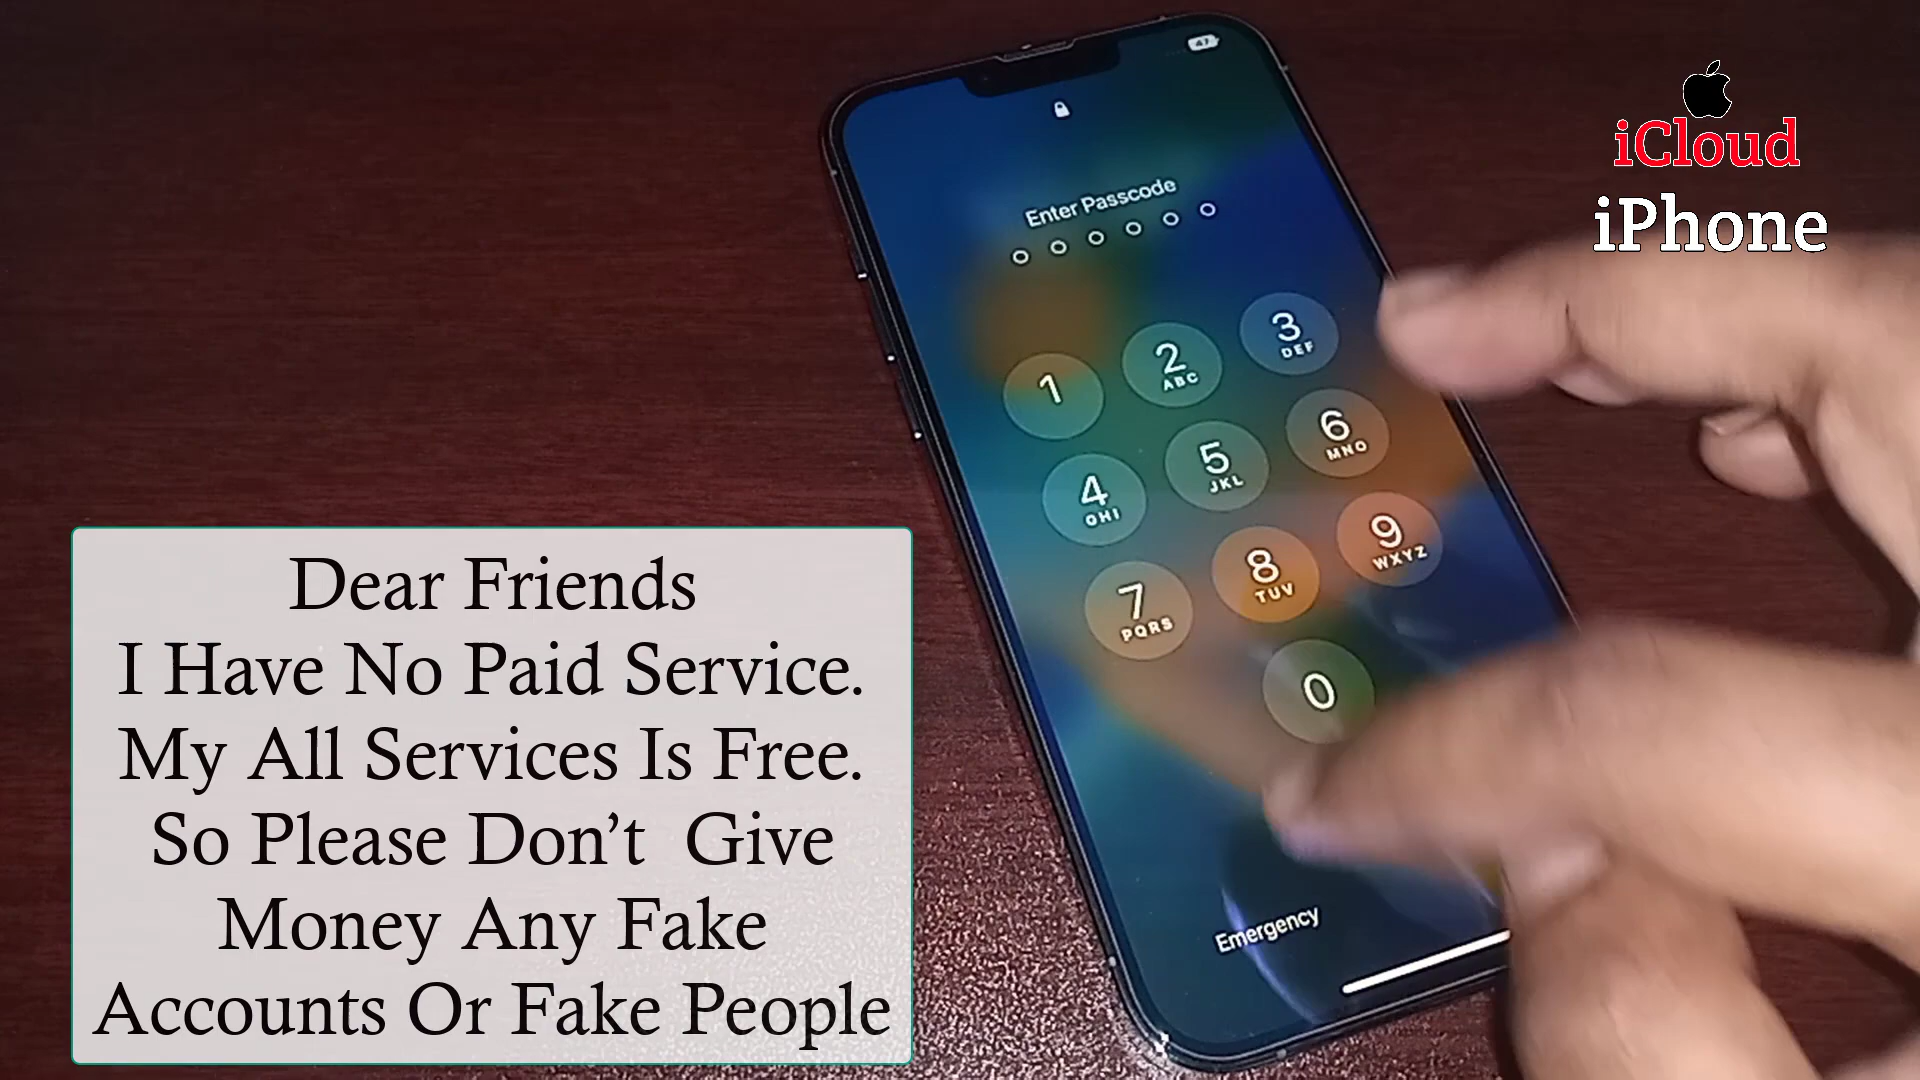 47
iCloud
iPhone
Enter Passcode
1
2
ABC
3
DEF
4
GHI
5
JKL
6
MNO
7
PQRS
8
TUV
9
WXYZ
0
Emergency
Dear Friends
I Have No Paid Service.
My All Services Is Free.
So Please Don’t  Give
Money Any Fake
Accounts Or Fake People